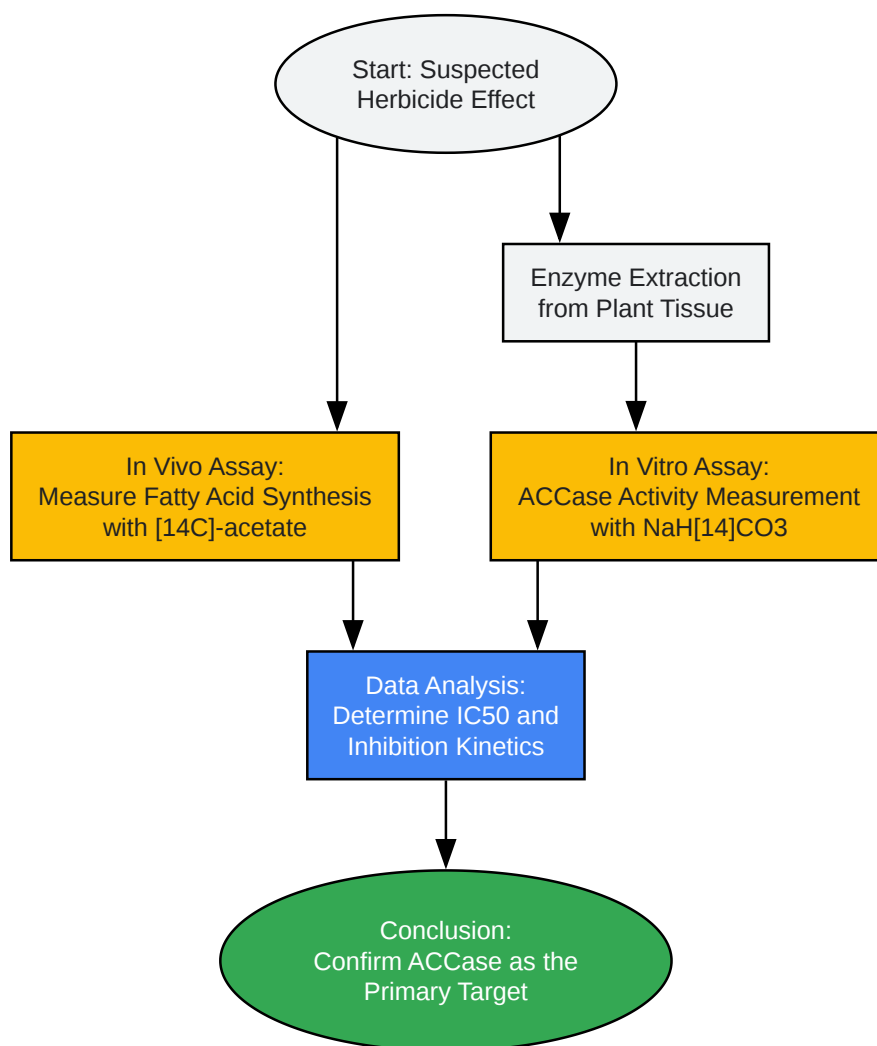 Start: Suspected
Herbicide Effect
Enzyme Extraction
from Plant Tissue
In Vivo Assay:
Measure Fatty Acid Synthesis
with [14C]-acetate
In Vitro Assay:
ACCase Activity Measurement
with NaH[14]CO3
Data Analysis:
Determine IC50 and
Inhibition Kinetics
Conclusion:
Confirm ACCase as the
Primary Target